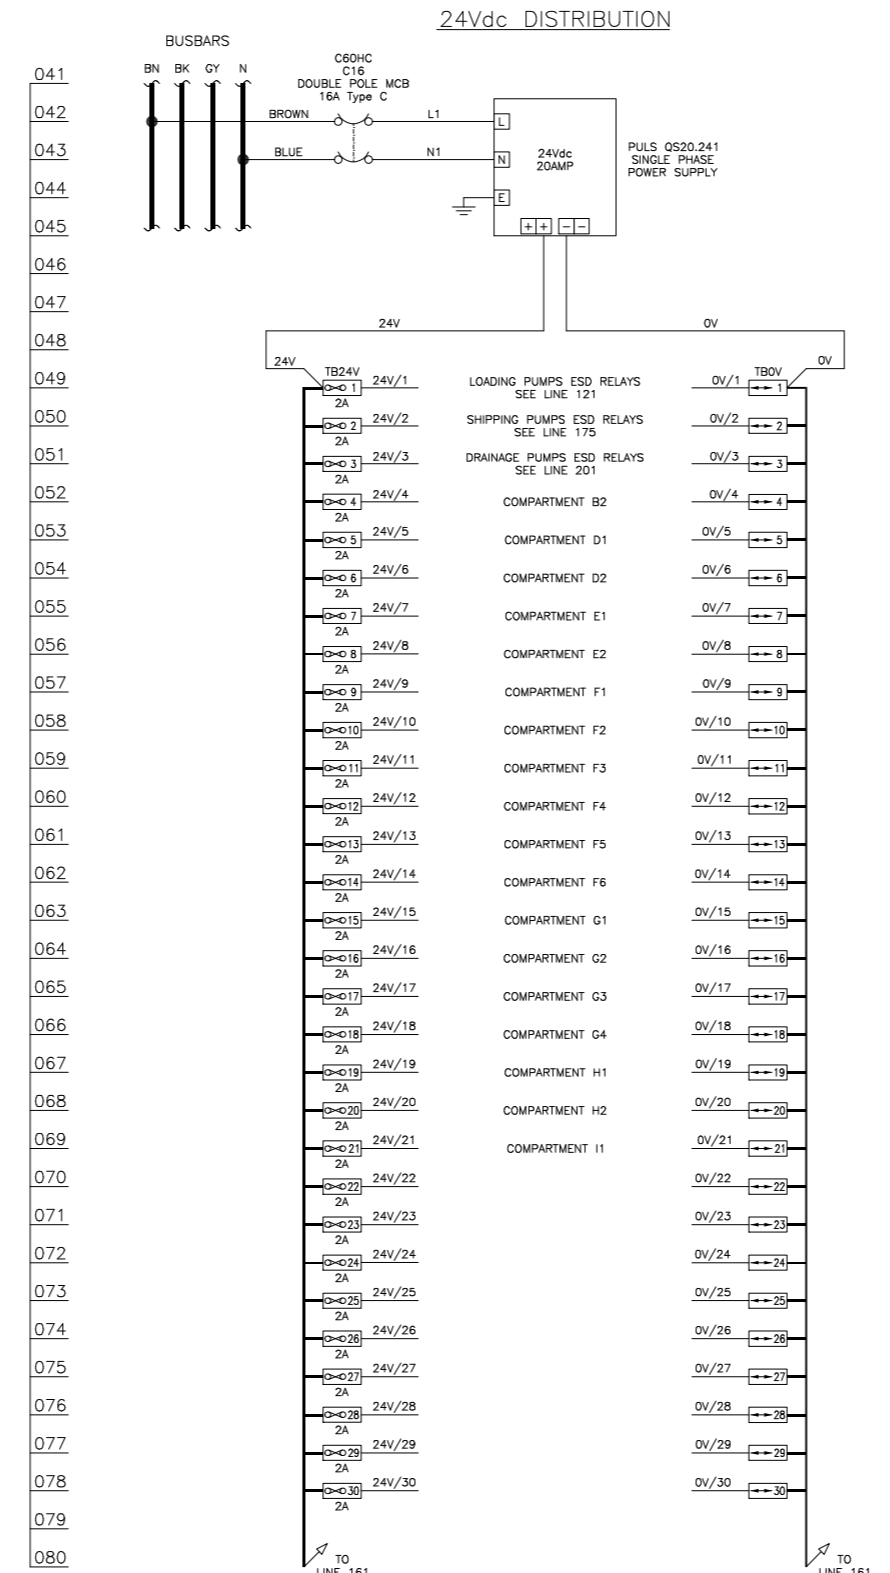 24Vdc DISTRIBUTION
BUSBARS
BN BK GY N
C60HC
C16
DOUBLE POLE MCB
16A Type C
041
042 BROWN L1 L
043 BLUE N1 N
24Vdc
20AMP
PULS QS20.241
SINGLE PHASE
POWER SUPPLY
044 E
045 + + − −
046
047
24V 0V
048
24V 0V
TB24V TB0V
049 1 24V/1 LOADING PUMPS ESD RELAYS 0V/1 1
2A SEE LINE 121
050 2 24V/2 SHIPPING PUMPS ESD RELAYS 0V/2 2
2A SEE LINE 175
051 3 24V/3 DRAINAGE PUMPS ESD RELAYS 0V/3 3
2A SEE LINE 201
052 4 24V/4 COMPARTMENT B2 0V/4 4
2A
053 5 24V/5 COMPARTMENT D1 0V/5 5
2A
054 6 24V/6 COMPARTMENT D2 0V/6 6
2A
055 7 24V/7 COMPARTMENT E1 0V/7 7
2A
056 8 24V/8 COMPARTMENT E2 0V/8 8
2A
057 9 24V/9 COMPARTMENT F1 0V/9 9
2A
058 10 24V/10 COMPARTMENT F2 0V/10 10
2A
059 11 24V/11 COMPARTMENT F3 0V/11 11
2A
060 12 24V/12 COMPARTMENT F4 0V/12 12
2A
061 13 24V/13 COMPARTMENT F5 0V/13 13
2A
062 14 24V/14 COMPARTMENT F6 0V/14 14
2A
063 15 24V/15 COMPARTMENT G1 0V/15 15
2A
064 16 24V/16 COMPARTMENT G2 0V/16 16
2A
065 17 24V/17 COMPARTMENT G3 0V/17 17
2A
066 18 24V/18 COMPARTMENT G4 0V/18 18
2A
067 19 24V/19 COMPARTMENT H1 0V/19 19
2A
068 20 24V/20 COMPARTMENT H2 0V/20 20
2A
069 21 24V/21 COMPARTMENT I1 0V/21 21
2A
070 22 24V/22 0V/22 22
2A
071 23 24V/23 0V/23 23
2A
072 24 24V/24 0V/24 24
2A
073 25 24V/25 0V/25 25
2A
074 26 24V/26 0V/26 26
2A
075 27 24V/27 0V/27 27
2A
076 28 24V/28 0V/28 28
2A
077 29 24V/29 0V/29 29
2A
078 30 24V/30 0V/30 30
2A
079
080 TO TO
LINE 161 LINE 161